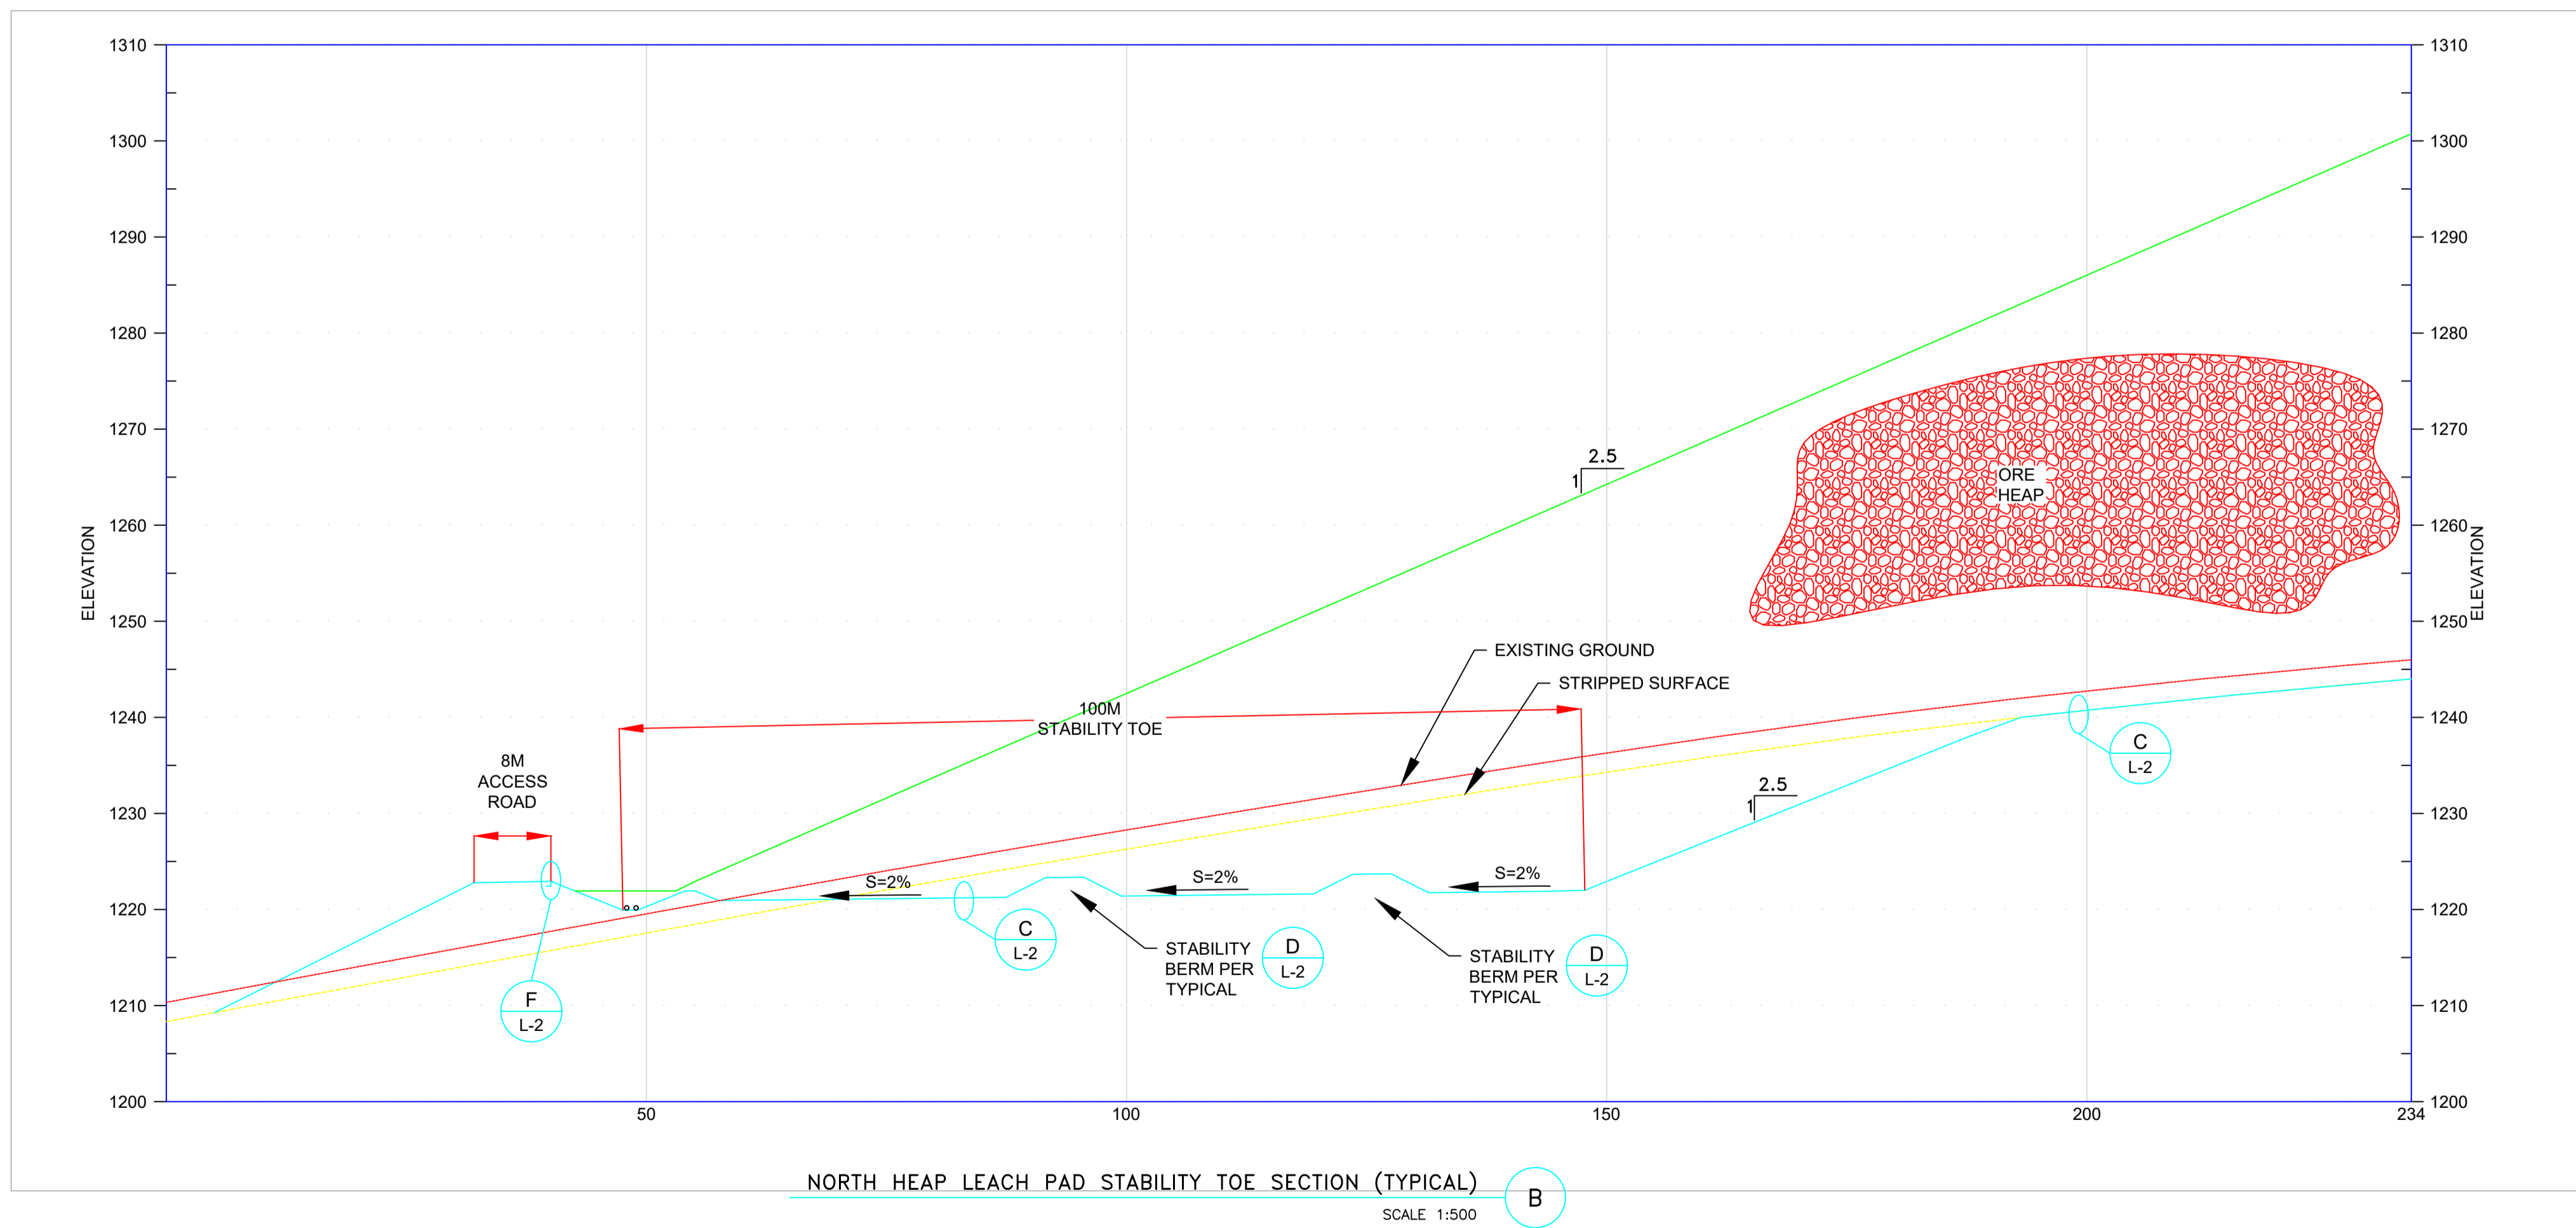 1310
1310
1300
1300
1290
1290
1280
1280
1270
1270
2.5
1
ORE
HEAP
1260
1260
ELEVATION
ELEVATION
1250
1250
EXISTING GROUND
STRIPPED SURFACE
1240
1240
100M
STABILITY TOE
C
L-2
8M
ACCESS
ROAD
2.5
1
1230
1230
S=2%
S=2%
S=2%
1220
1220
C
L-2
STABILITY
BERM PER
TYPICAL
D
L-2
STABILITY
BERM PER
TYPICAL
D
L-2
F
L-2
1210
1210
1200
1200
50
100
150
200
234
NORTH HEAP LEACH PAD STABILITY TOE SECTION (TYPICAL)
B
SCALE 1:500